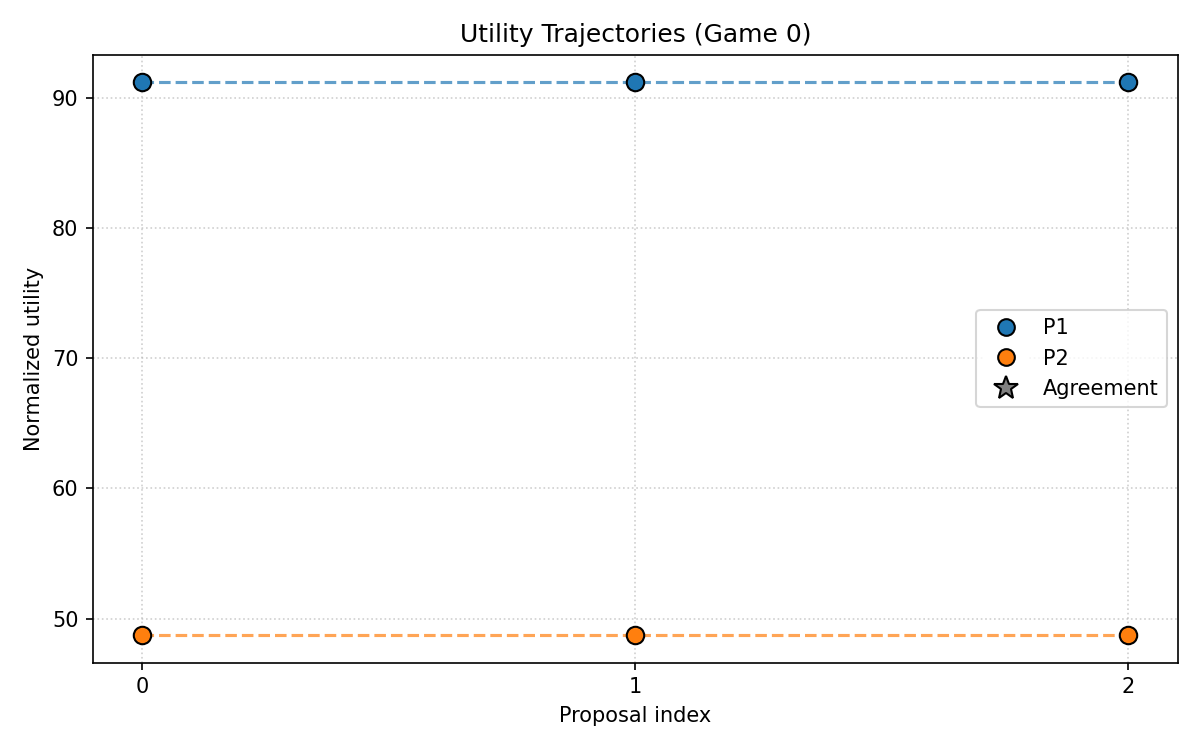 Utility Trajectories (Game 0)
Normalized utility
90
80
70
60
50
P1
P2
Agreement
0
1
2
Proposal index